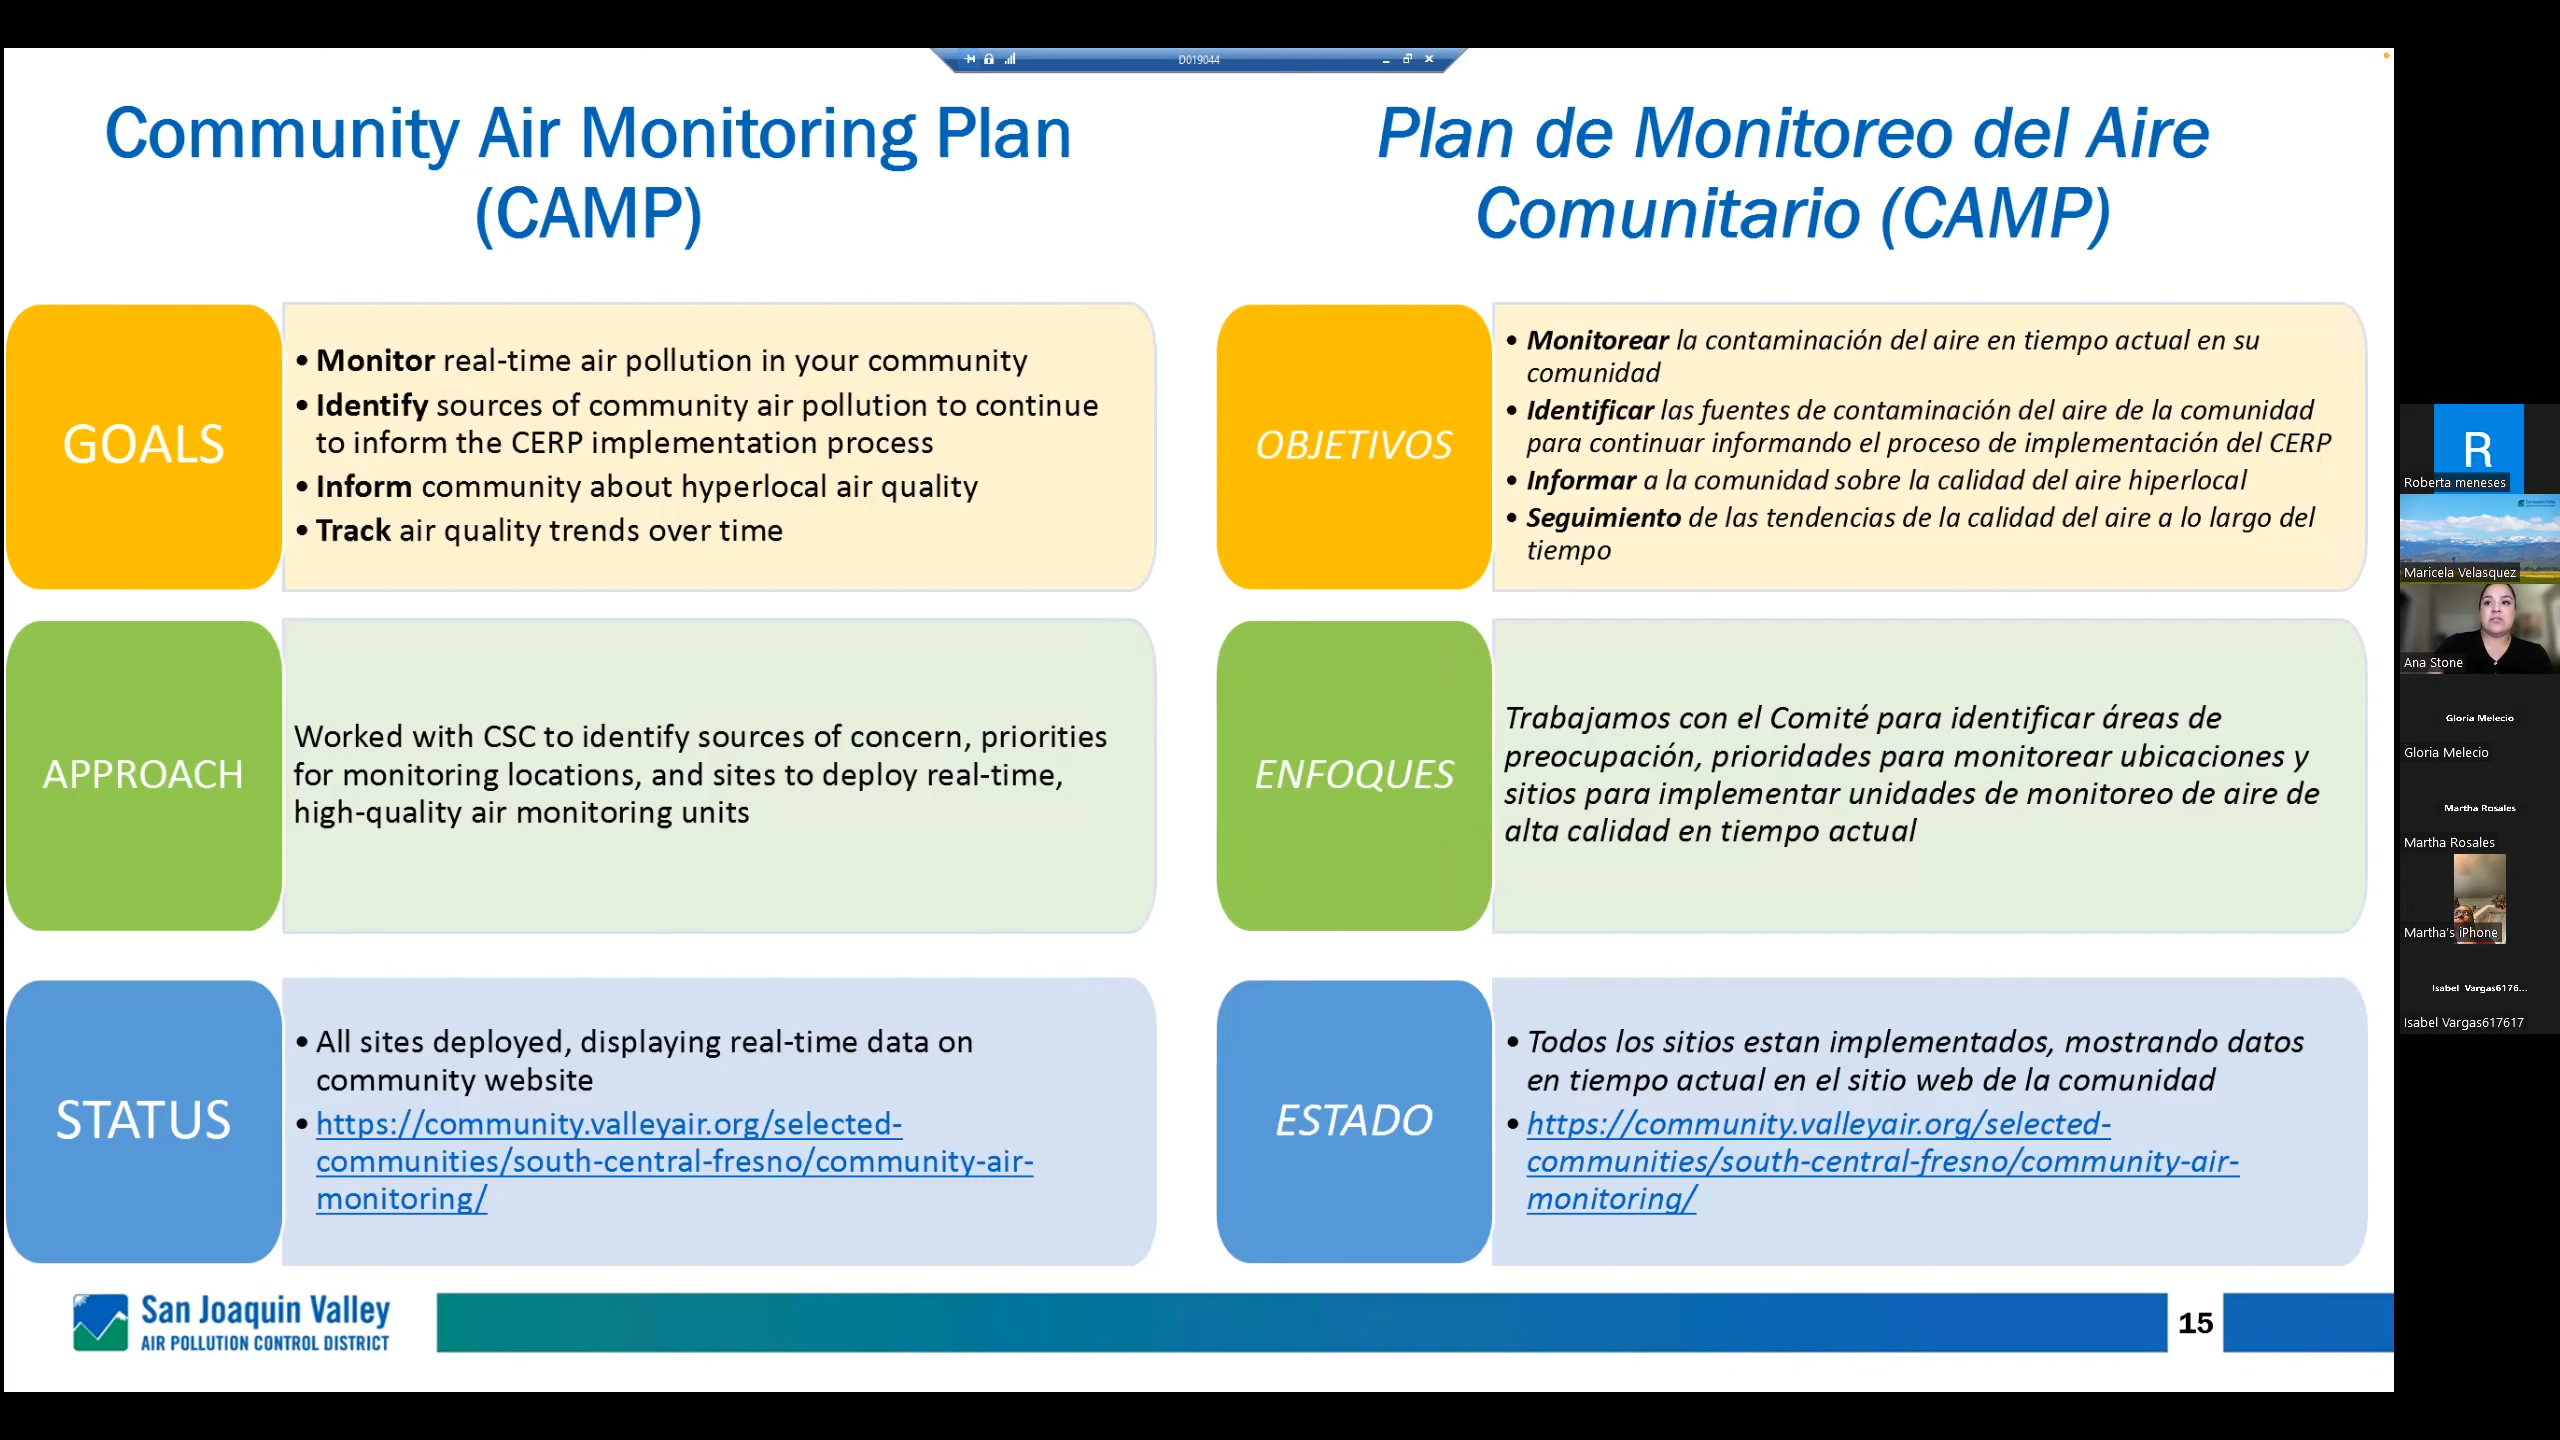 D019044
Community Air Monitoring Plan
(CAMP)
GOALS
• Monitor real-time air pollution in your community
• Identify sources of community air pollution to continue
to inform the CERP implementation process
• Inform community about hyperlocal air quality
• Track air quality trends over time
APPROACH
Worked with CSC to identify sources of concern, priorities
for monitoring locations, and sites to deploy real-time,
high-quality air monitoring units
STATUS
• All sites deployed, displaying real-time data on
community website
• https://community.valleyair.org/selected-
communities/south-central-fresno/community-air-
monitoring/
Plan de Monitoreo del Aire
Comunitario (CAMP)
OBJETIVOS
• Monitorear la contaminación del aire en tiempo actual en su
comunidad
• Identificar las fuentes de contaminación del aire de la comunidad
para continuar informando el proceso de implementación del CERP
• Informar a la comunidad sobre la calidad del aire hiperlocal
• Seguimiento de las tendencias de la calidad del aire a lo largo del
tiempo
ENFOQUES
Trabajamos con el Comité para identificar áreas de
preocupación, prioridades para monitorear ubicaciones y
sitios para implementar unidades de monitoreo de aire de
alta calidad en tiempo actual
ESTADO
• Todos los sitios estan implementados, mostrando datos
en tiempo actual en el sitio web de la comunidad
• https://community.valleyair.org/selected-
communities/south-central-fresno/community-air-
monitoring/
San Joaquin Valley
AIR POLLUTION CONTROL DISTRICT
15
R
Roberta meneses
Maricela Velasquez
Ana Stone
Gloria Melecio
Gloria Melecio
Martha Rosales
Martha Rosales
Martha's iPhone
Isabel Vargas6176...
Isabel Vargas617617